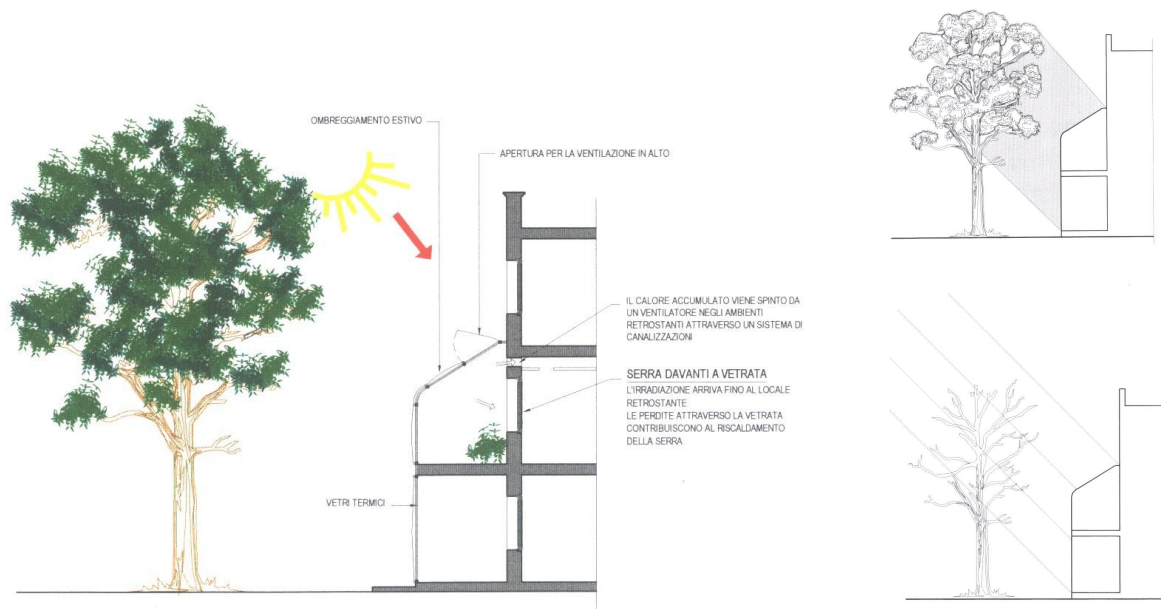 OMBREGGIAMENTO ESTIVO
APERTURA PER LA VENTILAZIONE IN ALTO
IL CALORE ACCUMULATO VIENE SPINTO DA
UN VENTILATORE NEGLI AMBIENTI
RETROSTANTI ATTRAVERSO UN SISTEMA DI
CANALIZZAZIONI
SERRA DAVANTI A VETRATA
L'IRRADIAZIONE ARRIVA FINO AL LOCALE
RETROSTANTE
LE PERDITE ATTRAVERSO LA VETRATA
CONTRIBUISCONO AL RISCALDAMENTO
DELLA SERRA
VETRI TERMICI